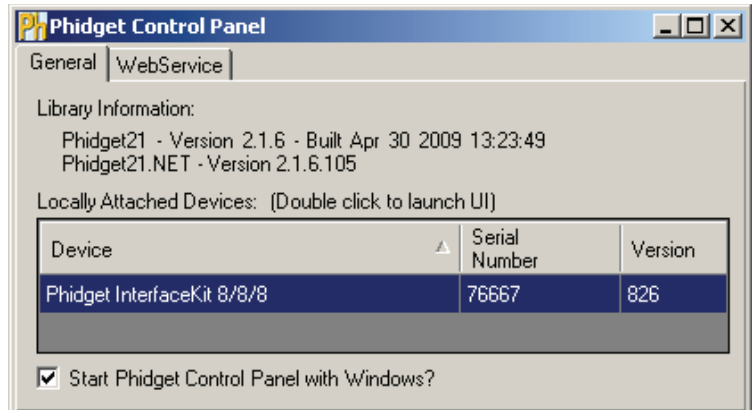 Ph Phidget Control Panel
General WebService
Library Information:
Phidget21 - Version 2.1.6 - Built Apr 30 2009 13:23:49
Phidget21.NET - Version 2.1.6.105
Locally Attached Devices: (Double click to launch UI)
Device Serial Number Version
Phidget InterfaceKit 8/8/8 76667 826
Start Phidget Control Panel with Windows?